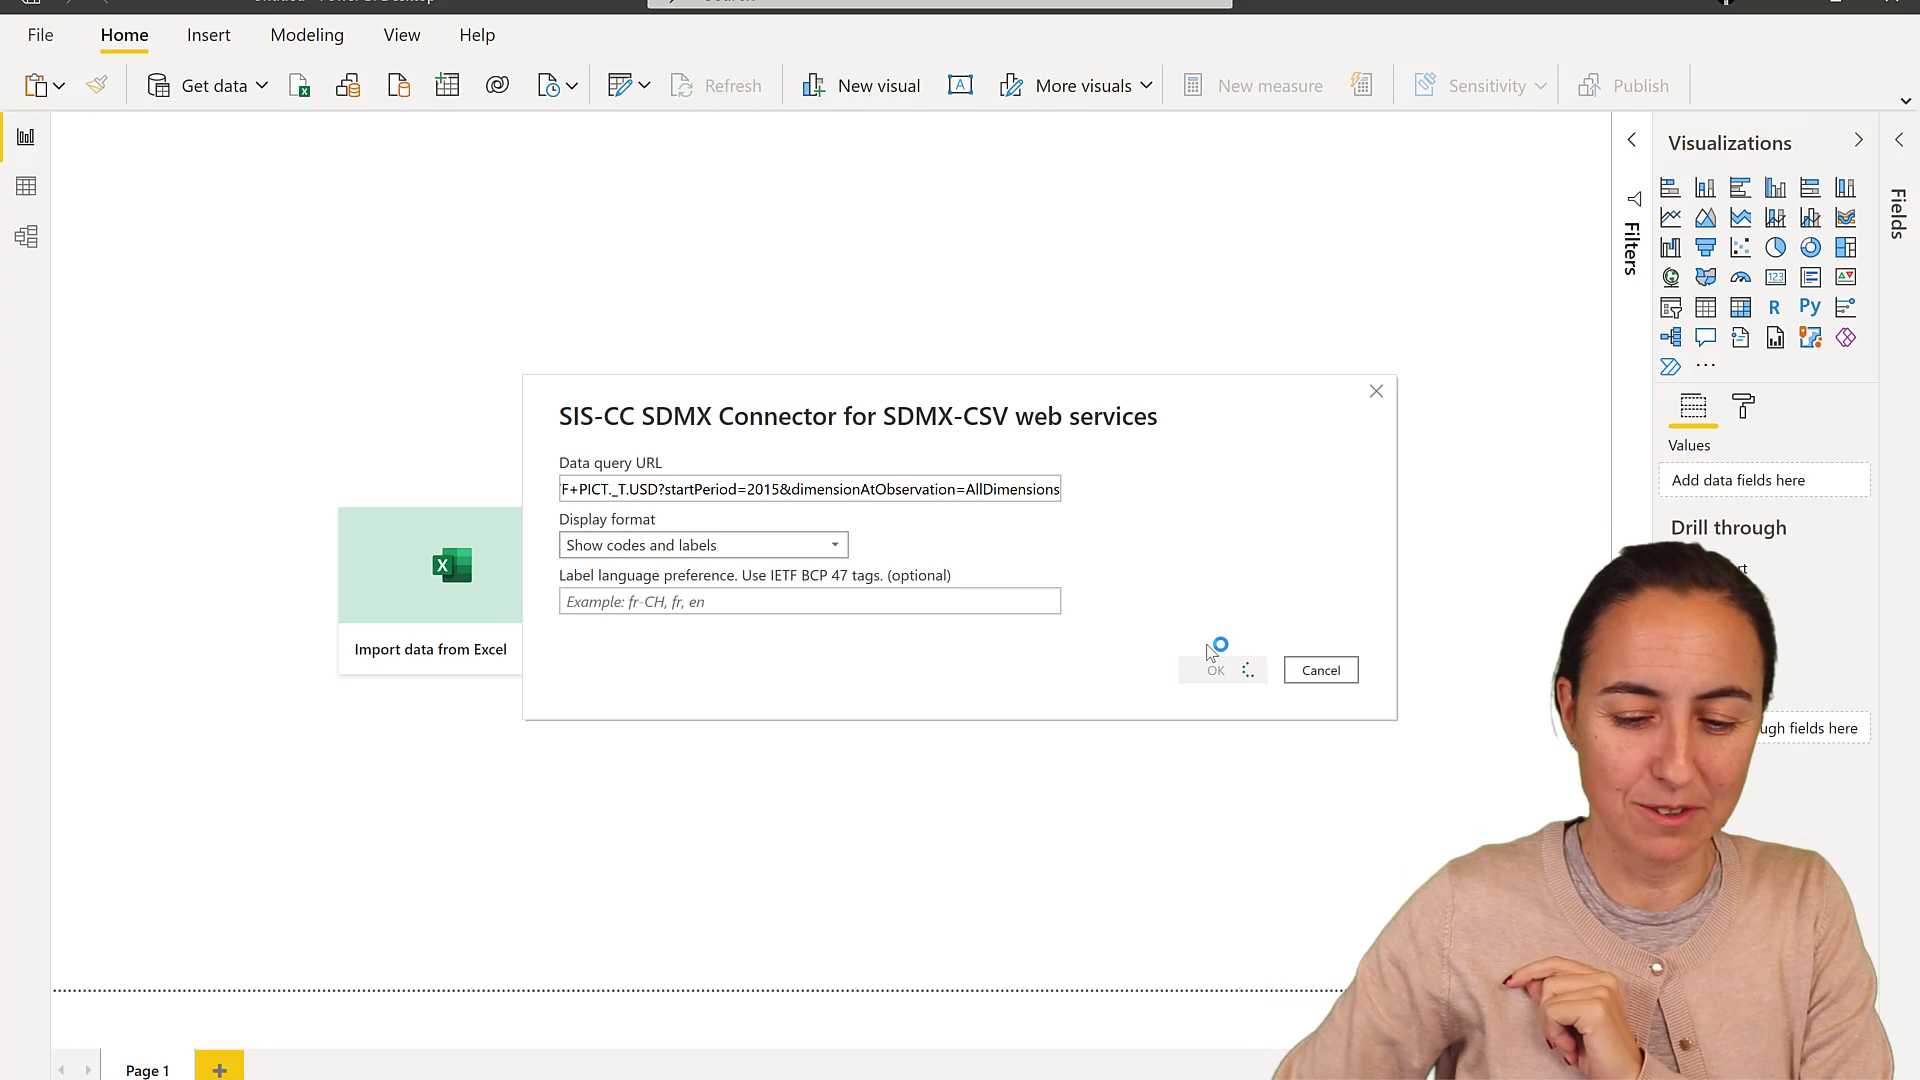 File
Home
Insert
Modeling
View
Help
Get data
Refresh
New visual
More visuals
New measure
Sensitivity
Publish
Visualizations
Filters
Fields
123
R
Py
Values
Add data fields here
Drill through
SIS-CC SDMX Connector for SDMX-CSV web services
Data query URL
F+PICT._T.USD?startPeriod=2015&dimensionAtObservation=AllDimensions
Display format
Show codes and labels
Label language preference. Use IETF BCP 47 tags. (optional)
Example: fr-CH, fr, en
OK
Cancel
X
Import data from Excel
ugh fields here
Page 1